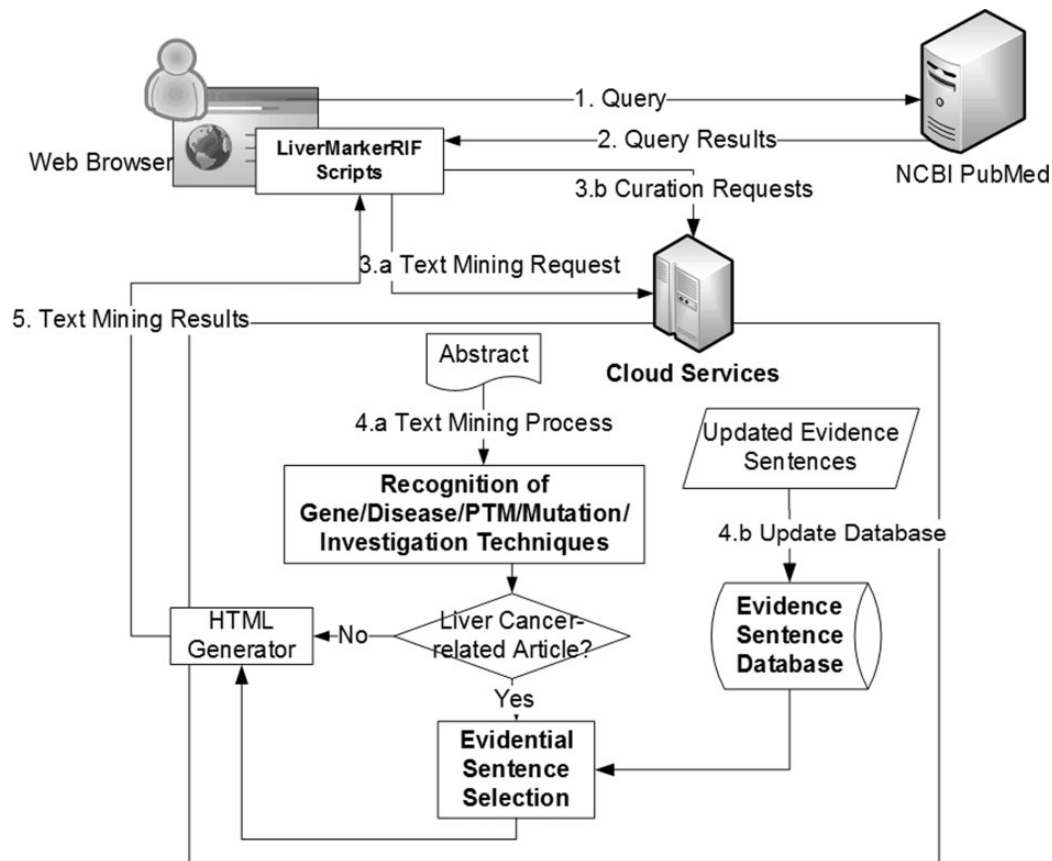 1. Query
LiverMarkerRIF
Scripts
2. Query Results
Web Browser
NCBI PubMed
3.b Curation Requests
3.a Text Mining Request
5. Text Mining Results
Abstract
Cloud Services
4.a Text Mining Process
Updated Evidence
Sentences
Recognition of
Gene/Disease/PTM/Mutation/
Investigation Techniques
4.b Update Database
HTML
Generator
No
Liver Cancer-
related Article?
Evidence
Sentence
Database
Yes
Evidential
Sentence
Selection